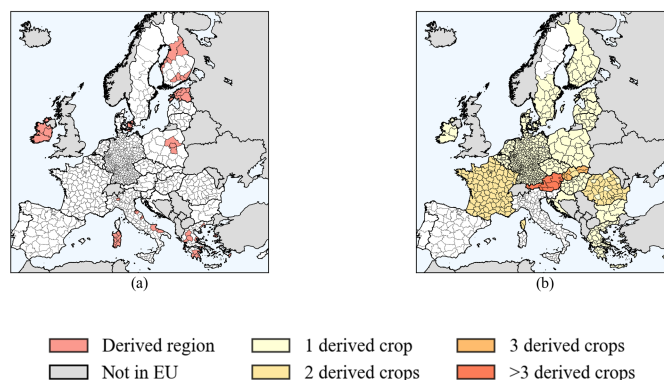 (a) (b)
Derived region 1 derived crop 3 derived crops
Not in EU 2 derived crops >3 derived crops